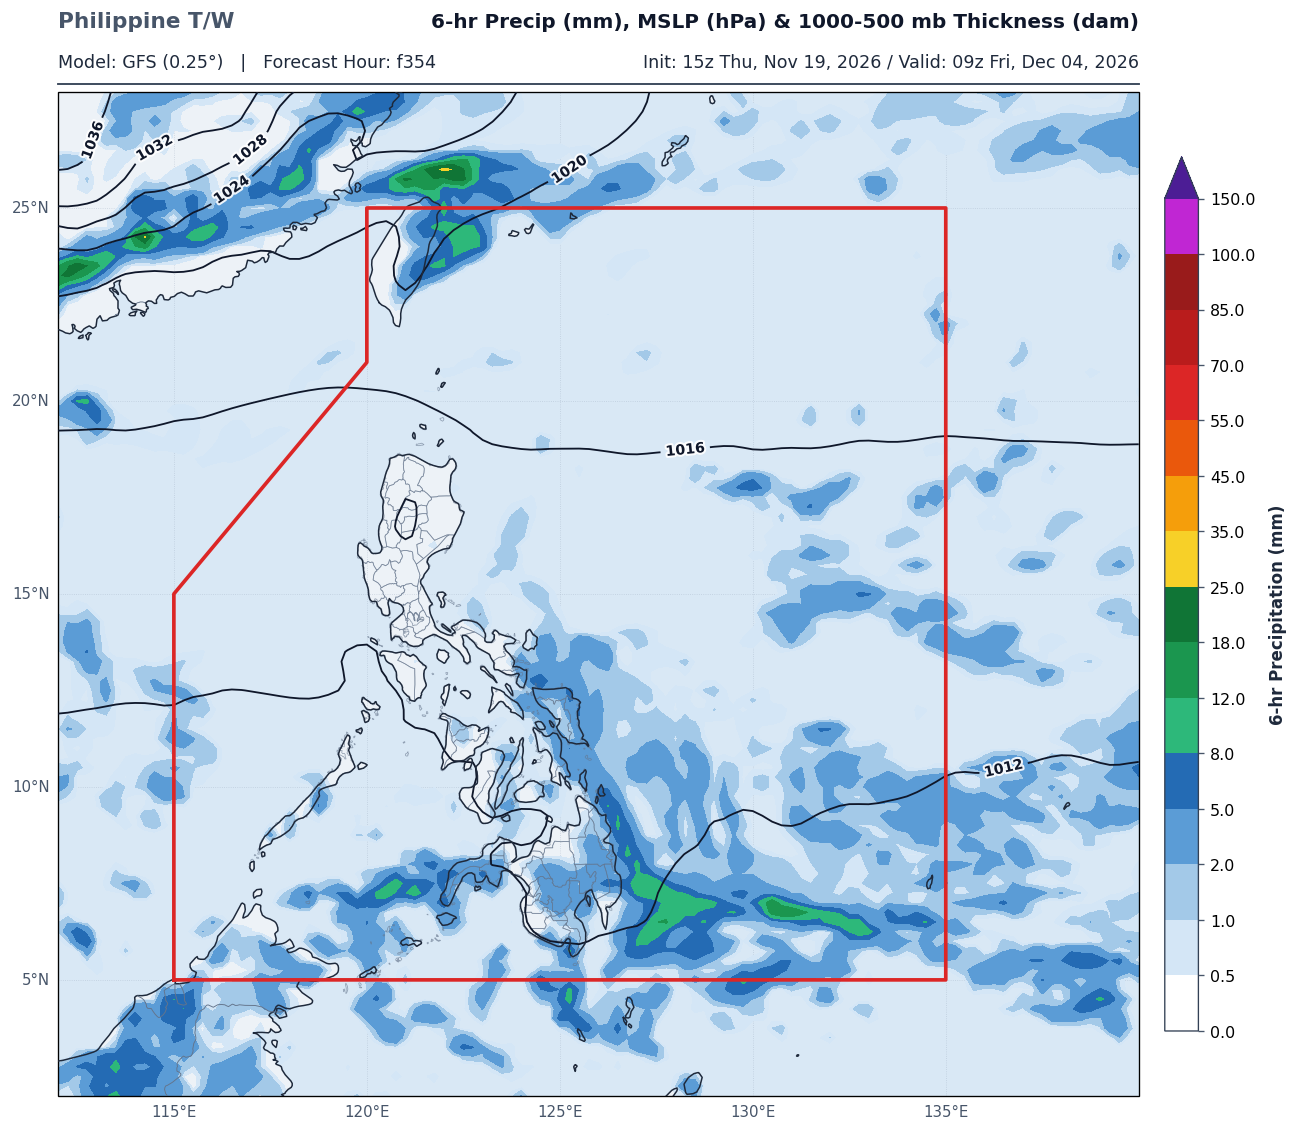 Philippine T/W
6-hr Precip (mm), MSLP (hPa) & 1000-500 mb Thickness (dam)
Model: GFS (0.25°) | Forecast Hour: f354
Init: 15z Thu, Nov 19, 2026 / Valid: 09z Fri, Dec 04, 2026
1036
1032
1028
1024
1020
1016
1012
25°N
20°N
15°N
10°N
5°N
115°E
120°E
125°E
130°E
135°E
150.0
100.0
85.0
70.0
55.0
45.0
35.0
25.0
18.0
12.0
8.0
5.0
2.0
1.0
0.5
0.0
6-hr Precipitation (mm)